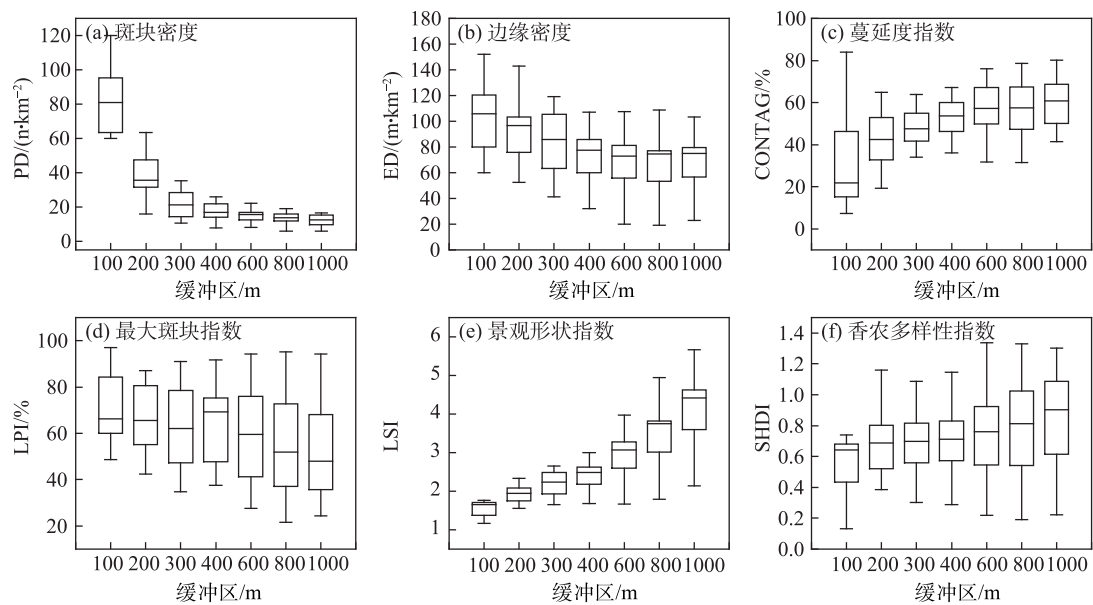 (a) 斑块密度
120
100
80
60
40
20
0
PD/(n•km⁻²)
100 200 300 400 600 800 1000
缓冲区/m
(b) 边缘密度
180
160
140
120
100
80
60
40
20
0
ED/(m•km⁻²)
100 200 300 400 600 800 1000
缓冲区/m
(c) 蔓延度指数
100
80
60
40
20
0
CONTAG/%
100 200 300 400 600 800 1000
缓冲区/m
(d) 最大斑块指数
100
80
60
40
20
LPI/%
100 200 300 400 600 800 1000
缓冲区/m
(e) 景观形状指数
6
5
4
3
2
1
LSI
100 200 300 400 600 800 1000
缓冲区/m
(f) 香农多样性指数
1.4
1.2
1.0
0.8
0.6
0.4
0.2
0.0
SHDI
100 200 300 400 600 800 1000
缓冲区/m